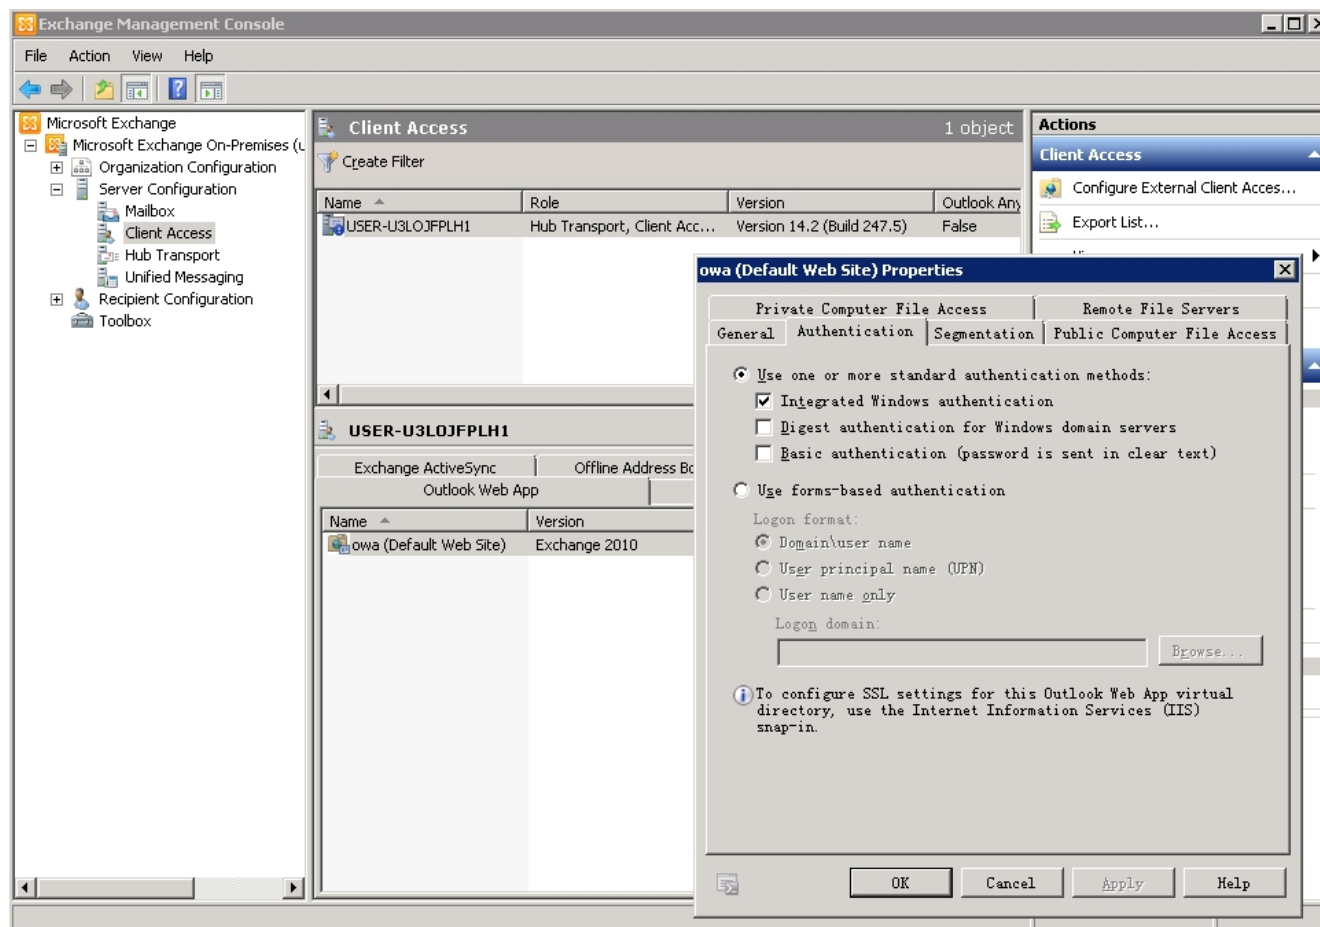 Exchange Management Console
File Action View Help
Microsoft Exchange
Microsoft Exchange On-Premises (u
Organization Configuration
Server Configuration
Mailbox
Client Access
Hub Transport
Unified Messaging
Recipient Configuration
Toolbox
Client Access 1 object
Create Filter
Name Role Version Outlook Any
USER-U3LOJFPLH1 Hub Transport, Client Acc... Version 14.2 (Build 247.5) False
USER-U3LOJFPLH1
Exchange ActiveSync Offline Address Bo
Outlook Web App
Name Version
owa (Default Web Site) Exchange 2010
Actions
Client Access
Configure External Client Acces...
Export List...
owa (Default Web Site) Properties
Private Computer File Access Remote File Servers
General Authentication Segmentation Public Computer File Access
Use one or more standard authentication methods:
Integrated Windows authentication
Digest authentication for Windows domain servers
Basic authentication (password is sent in clear text)
Use forms-based authentication
Logon format:
Domain\user name
User principal name (UPN)
User name only
Logon domain:
Browse...
To configure SSL settings for this Outlook Web App virtual
directory, use the Internet Information Services (IIS)
snap-in.
OK Cancel Apply Help